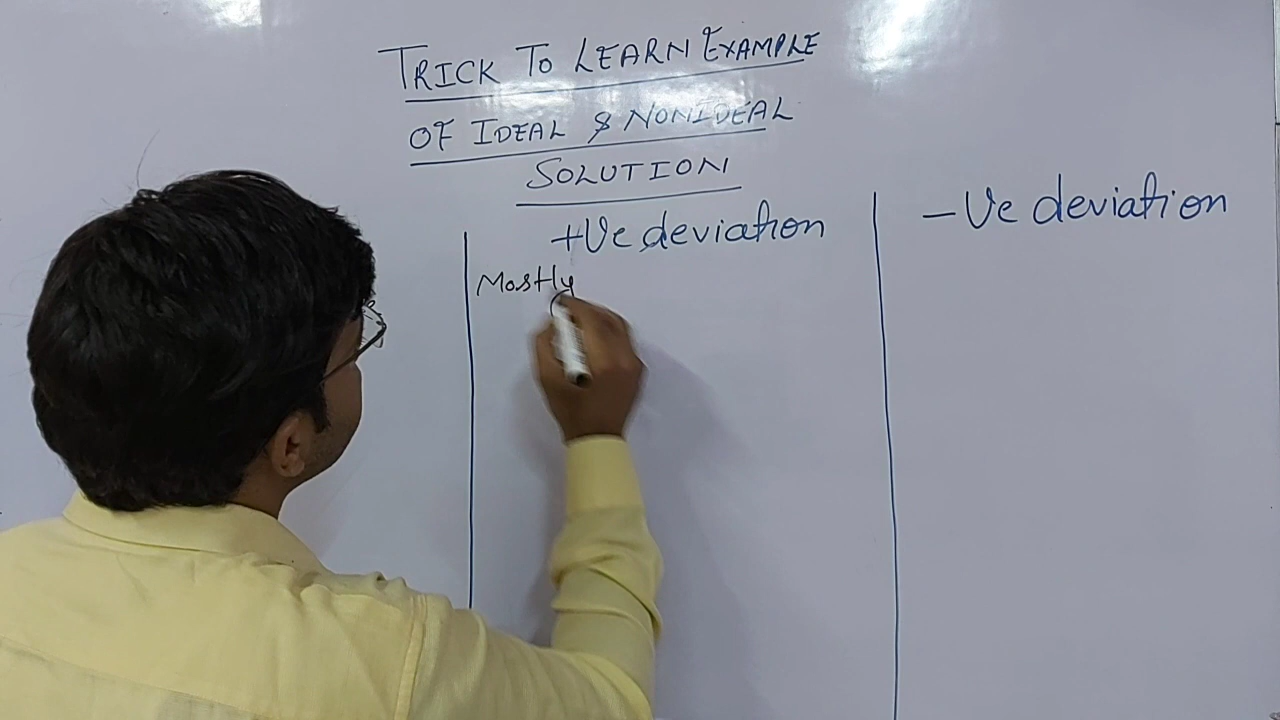 TRICK TO LEARN EXAMPLE
OF IDEAL & NONIDEAL
SOLUTION
+Ve deviation
-Ve deviation
Mostly